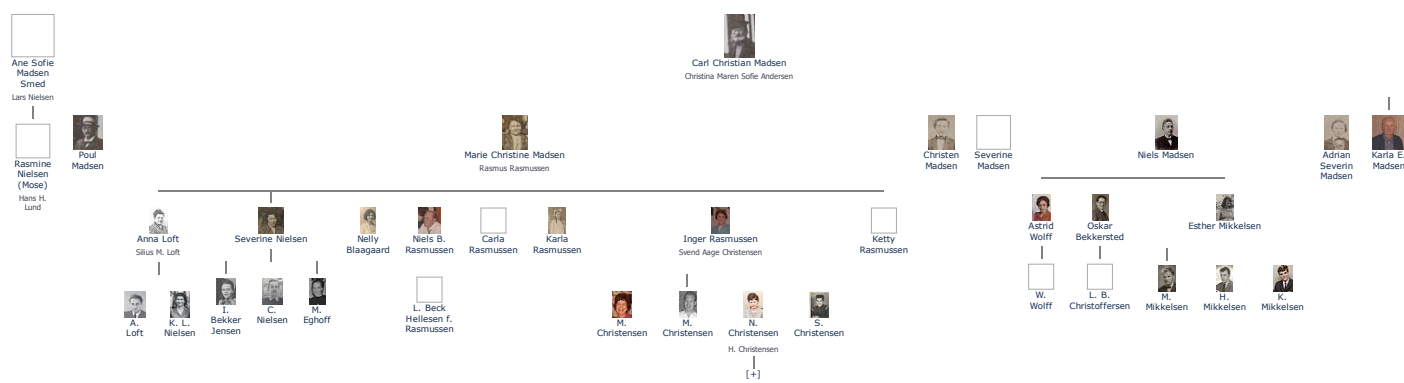 Ane Sofie
Madsen
Smed
Lars Nielsen
Carl Christian Madsen
Christina Maren Sofie Andersen
Rasmine
Nielsen
(Mose)
Hans H.
Lund
Poul
Madsen
Marie Christine Madsen
Rasmus Rasmussen
Christen
Madsen
Severine
Madsen
Niels Madsen
Adrian
Severin
Madsen
Karla E.
Madsen
Anna Loft
Silius M. Loft
Severine Nielsen
Nelly
Blaagaard
Niels B.
Rasmussen
Carla
Rasmussen
Karla
Rasmussen
Inger Rasmussen
Svend Aage Christensen
Ketty
Rasmussen
Astrid
Wolff
Oskar
Bekkersted
Esther Mikkelsen
A.
Loft
K. L.
Nielsen
I.
Bekker
Jensen
C.
Nielsen
M.
Eghoff
L. Beck
Hellesen f.
Rasmussen
M.
Christensen
M.
Christensen
N.
Christensen
H. Christensen
[+]
S.
Christensen
W.
Wolff
L. B.
Christoffersen
M.
Mikkelsen
H.
Mikkelsen
K.
Mikkelsen